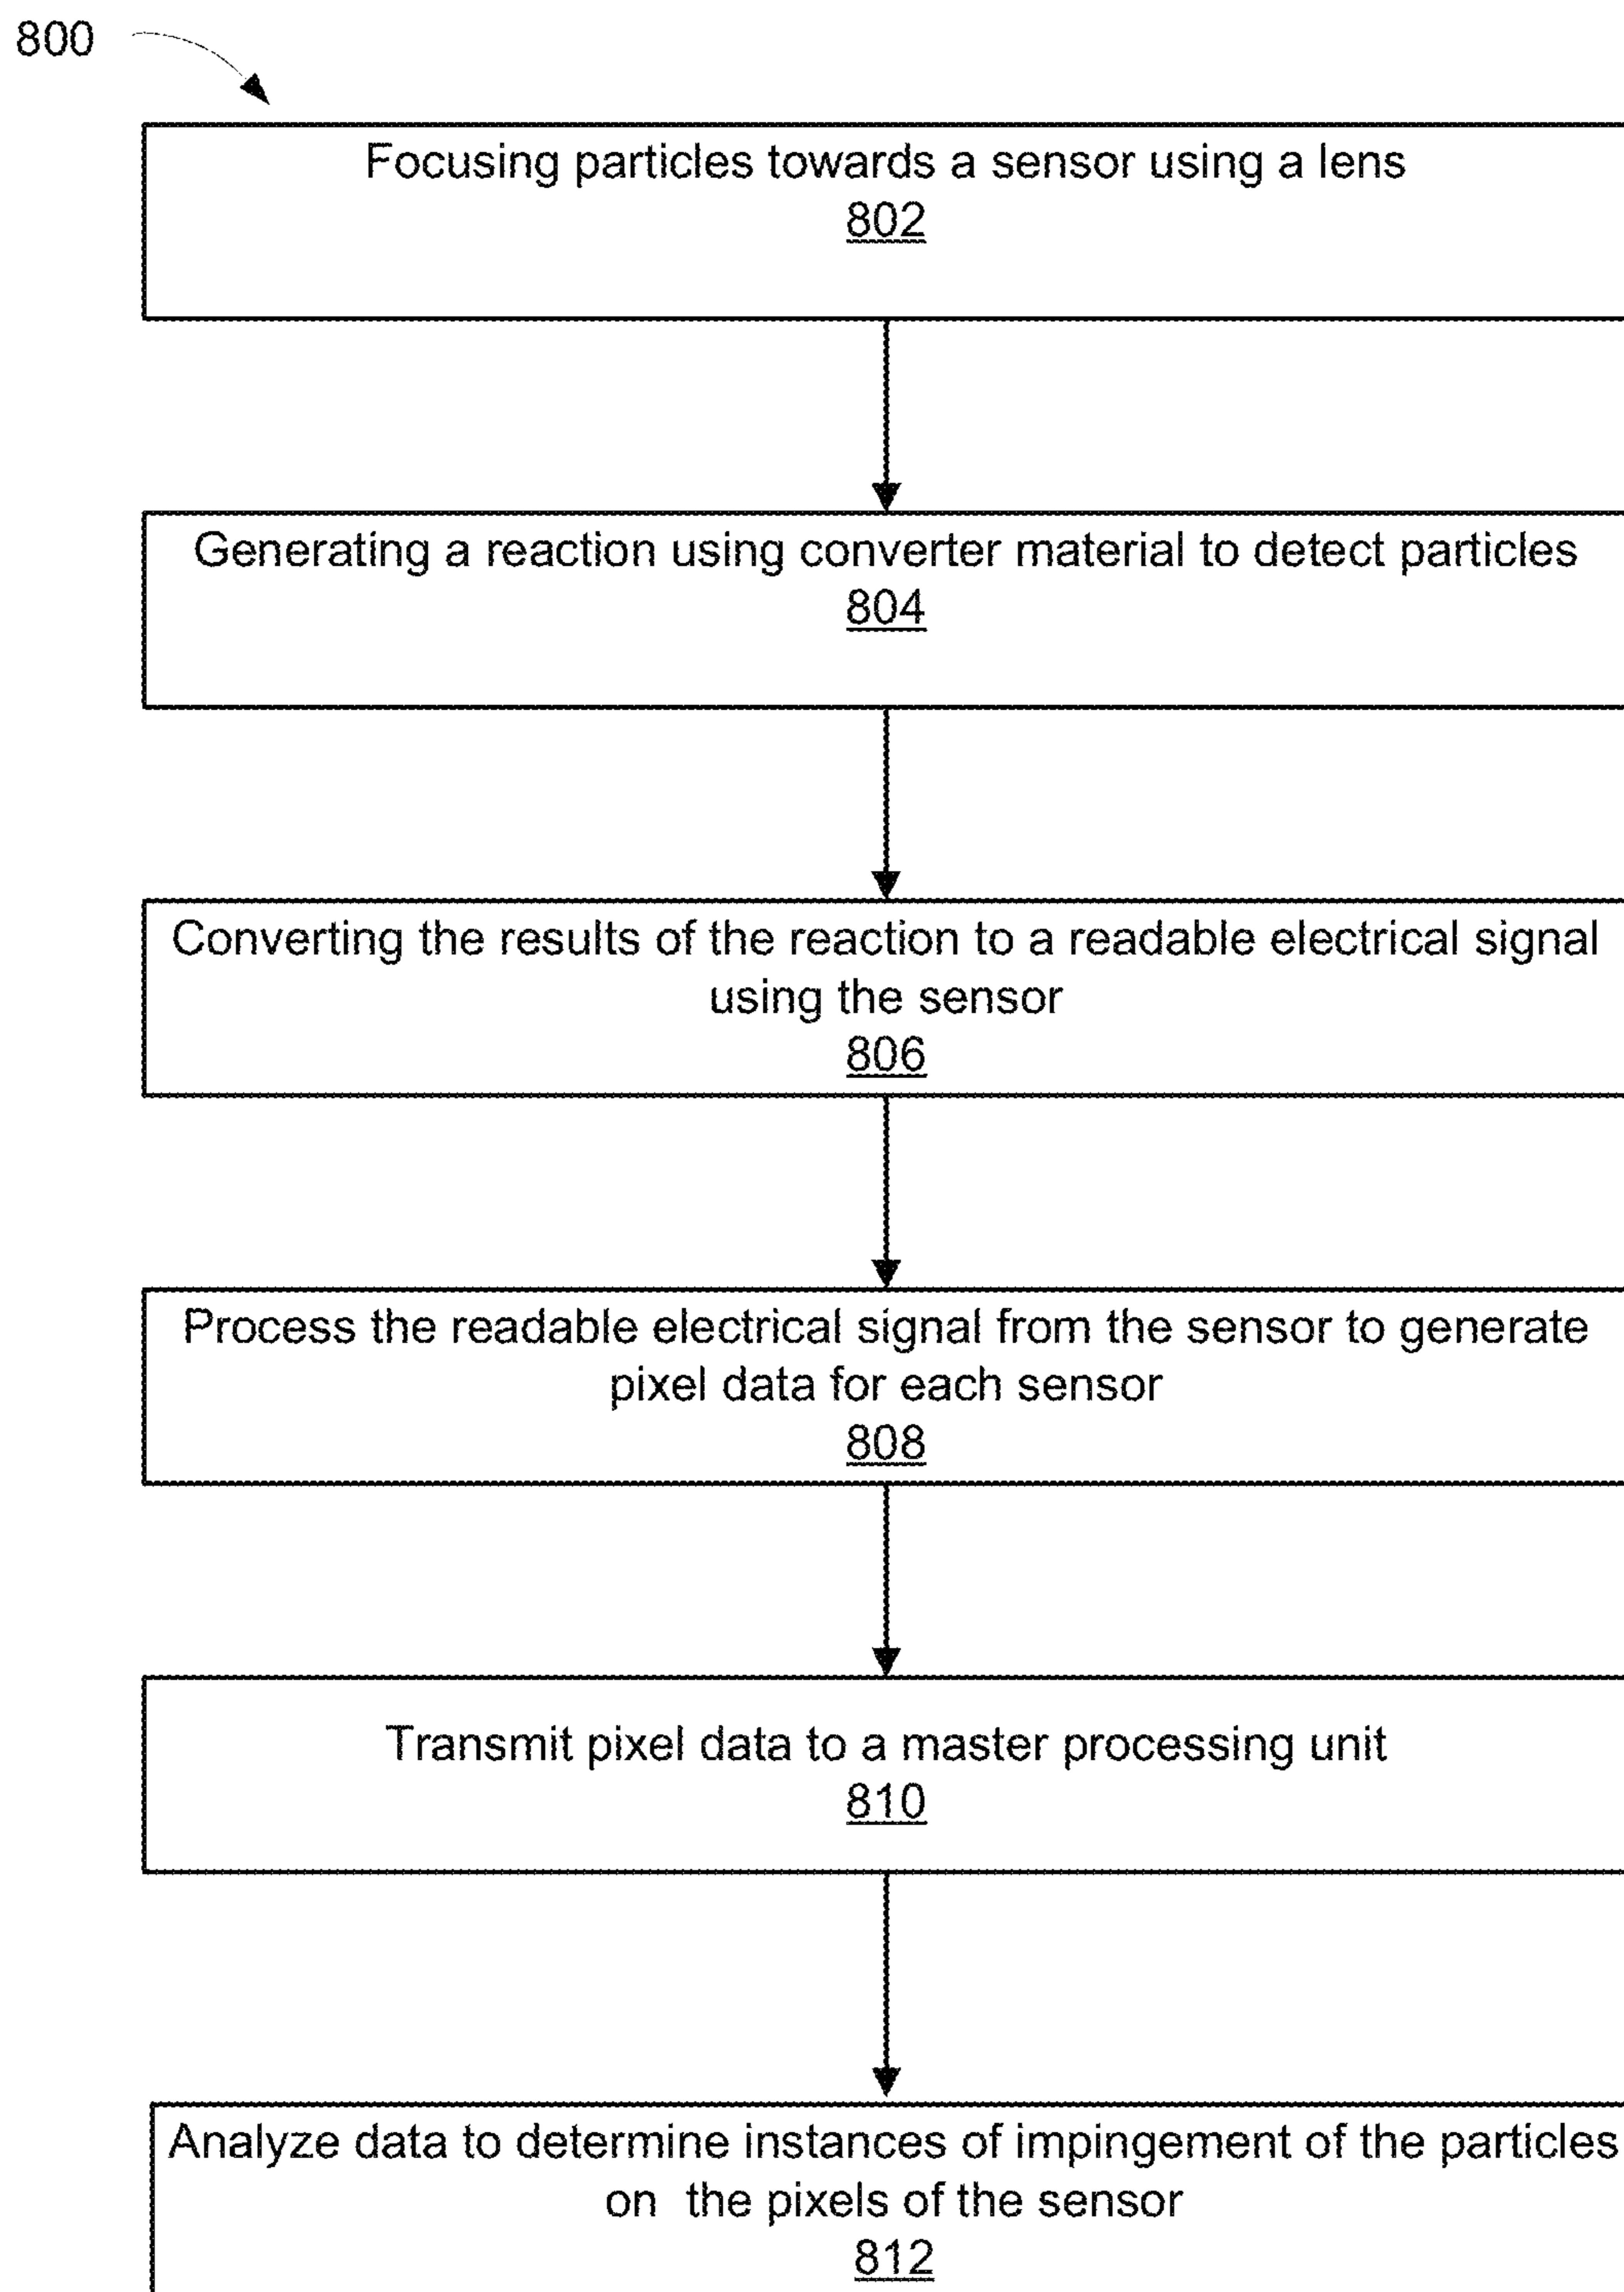 800
Focusing particles towards a sensor using a lens
802
Generating a reaction using converter material to detect particles
804
Converting the results of the reaction to a readable electrical signal
using the sensor
806
Process the readable electrical signal from the sensor to generate
pixel data for each sensor
808
Transmit pixel data to a master processing unit
810
Analyze data to determine instances of impingement of the particles
on the pixels of the sensor
812